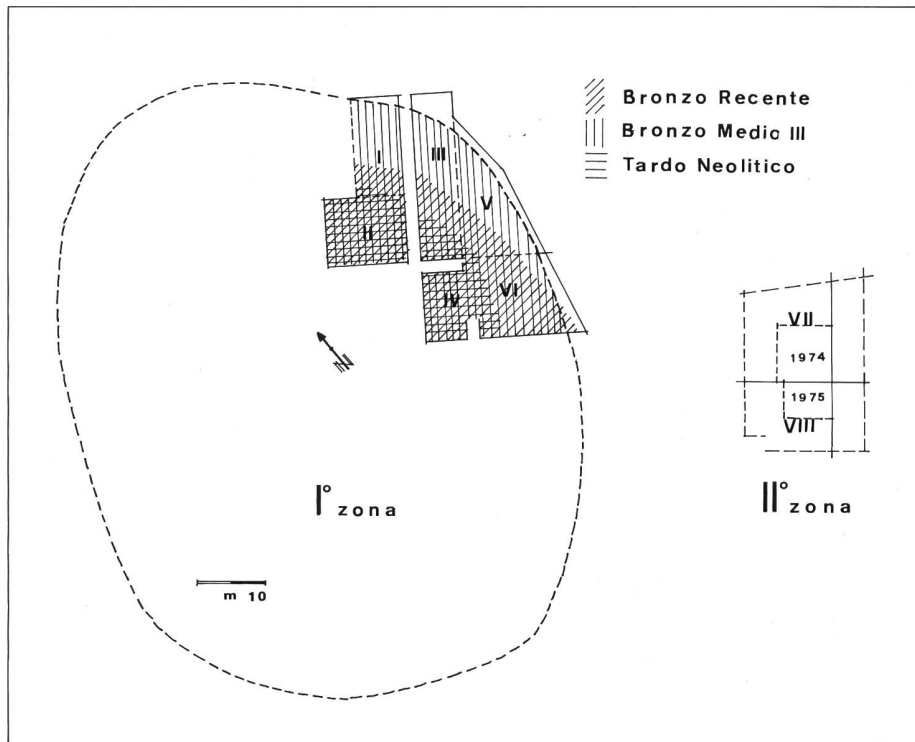 Bronzo Recente
Bronzo Medio III
Tardo Neolitico
I
III
V
II
IV
VI
N
VII
1974
1975
VIII
I° zona
II° zona
m 10